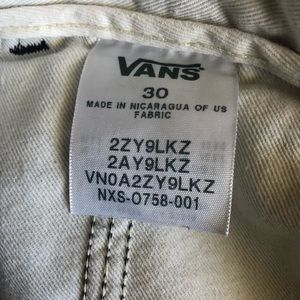 VANS
30
MADE IN NICARAGUA OF US
FABRIC
2ZY9LKZ
2AY9LKZ
VN0A2ZY9LKZ
NXS-0758-001